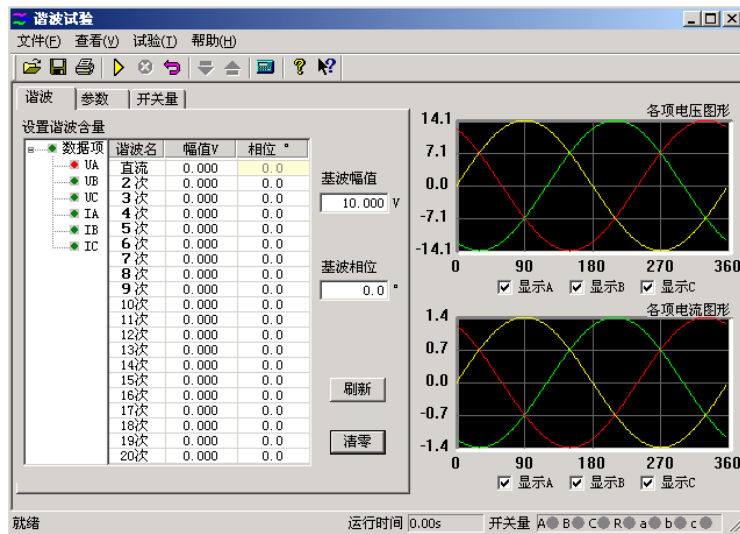 谐波试验
文件(F) 查看(V) 试验(T) 帮助(H)
谐波 参数 开关量
设置谐波含量
数据项
UA
UB
UC
IA
IB
IC
谐波名 幅值V 相位 °
直流 0.000 0.0
2次 0.000 0.0
3次 0.000 0.0
4次 0.000 0.0
5次 0.000 0.0
6次 0.000 0.0
7次 0.000 0.0
8次 0.000 0.0
9次 0.000 0.0
10次 0.000 0.0
11次 0.000 0.0
12次 0.000 0.0
13次 0.000 0.0
14次 0.000 0.0
15次 0.000 0.0
16次 0.000 0.0
17次 0.000 0.0
18次 0.000 0.0
19次 0.000 0.0
20次 0.000 0.0
基波幅值
10.000 V
基波相位
0.0 °
刷新
清零
各项电压图形
14.1
7.1
0.0
-7.1
-14.1
0 90 180 270 360
显示A 显示B 显示C
各项电流图形
1.4
0.7
0.0
-0.7
-1.4
0 90 180 270 360
显示A 显示B 显示C
就绪 运行时间 0.00s 开关量 A B C R a b c